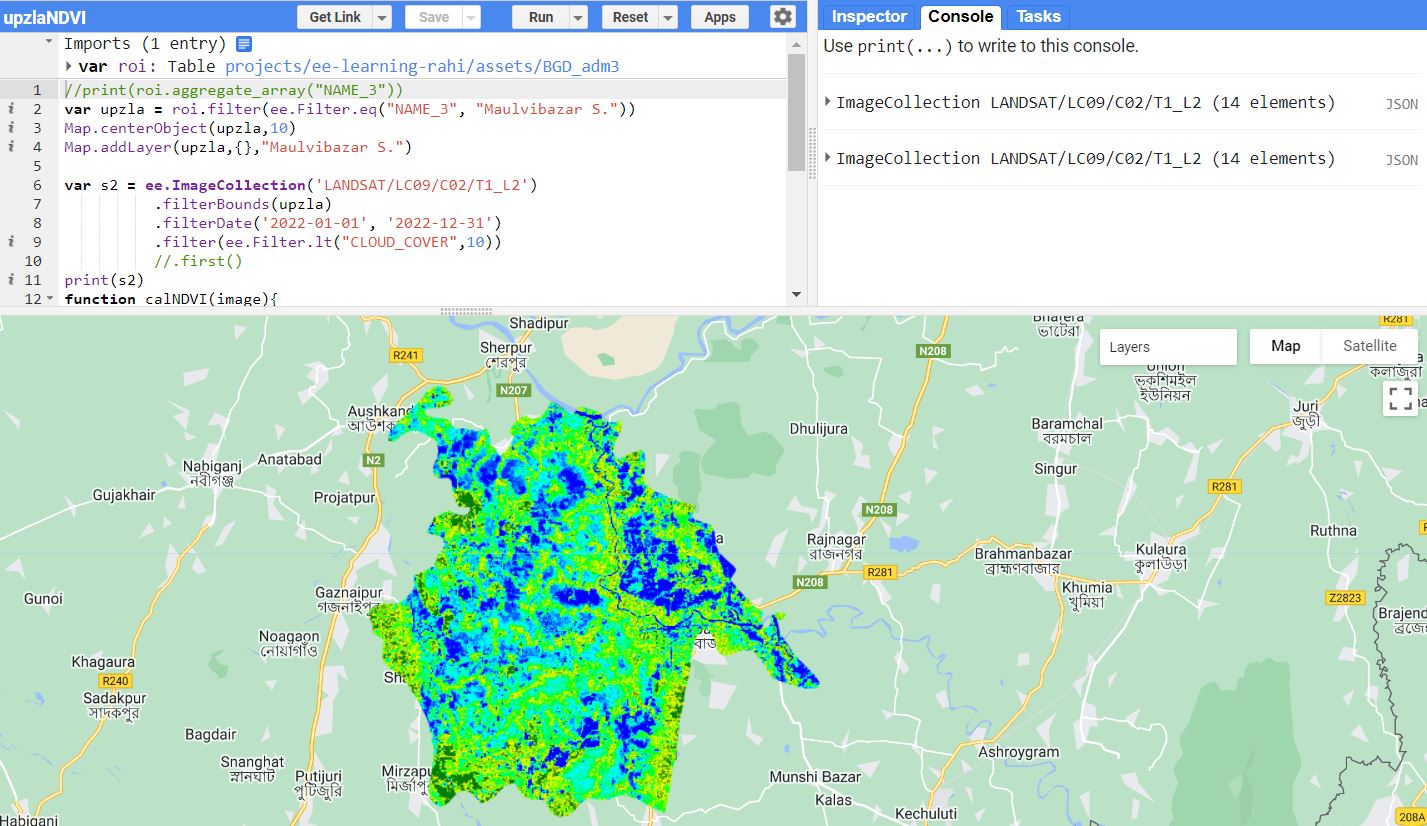 upzlaNDVI
Get Link
Save
Run
Reset
Apps
Inspector
Console
Tasks
Imports (1 entry)
var roi: Table projects/ee-learning-rahi/assets/BGD_adm3
1 //print(roi.aggregate_array("NAME_3"))
i 2 var upzla = roi.filter(ee.Filter.eq("NAME_3", "Maulvibazar S."))
i 3 Map.centerObject(upzla,10)
i 4 Map.addLayer(upzla,{},"Maulvibazar S.")
5
6 var s2 = ee.ImageCollection('LANDSAT/LC09/C02/T1_L2')
7 .filterBounds(upzla)
8 .filterDate('2022-01-01', '2022-12-31')
i 9 .filter(ee.Filter.lt("CLOUD_COVER",10))
10 //.first()
i 11 print(s2)
12 function calNDVI(image){
Use print(...) to write to this console.
ImageCollection LANDSAT/LC09/C02/T1_L2 (14 elements)
JSON
ImageCollection LANDSAT/LC09/C02/T1_L2 (14 elements)
JSON
Layers
Map
Satellite
Shadipur
Bhatera
ভাটেরা
R281
R241
Sherpur
শেরপুর
N208
N207
Union
ভকশিমইল
ইউনিয়ন
কলাজুরা
Aushkand
Juri
জুড়ী
Dhulijura
Baramchal
বরমচাল
N2
Anatabad
Nabiganj
নবীগঞ্জ
Singur
Gujakhair
Projatpur
R281
N208
Ruthna
Rajnagar
রাজনগর
Brahmanbazar
ব্রাহ্মণবাজার
Kulaura
কুলাউড়া
N208
R281
Khumia
খুমিয়া
Gunoi
Gaznaipur
গজনাইপুর
Z2823
Noagaon
নোয়াগাঁও
Khagaura
R240
Sadakpur
সাদকপুর
Bagdair
Ashroygram
Snanghat
স্নানঘাট
Putijuri
পুটিজুরি
Munshi Bazar
Kalas
Kechuluti
Habiganj
208A